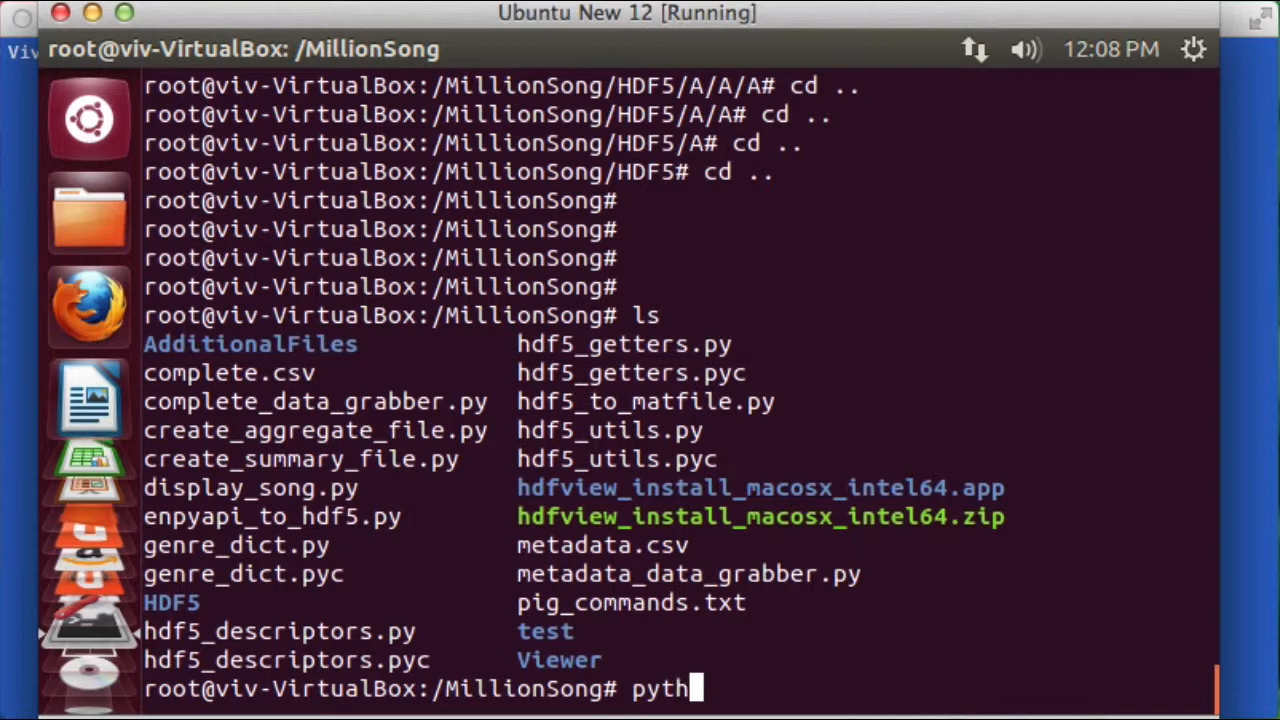 Ubuntu New 12 [Running]
Viv
root@viv-VirtualBox: /MillionSong
12:08 PM
root@viv-VirtualBox:/MillionSong/HDF5/A/A/A# cd ..
root@viv-VirtualBox:/MillionSong/HDF5/A/A# cd ..
root@viv-VirtualBox:/MillionSong/HDF5/A# cd ..
root@viv-VirtualBox:/MillionSong/HDF5# cd ..
root@viv-VirtualBox:/MillionSong#
root@viv-VirtualBox:/MillionSong#
root@viv-VirtualBox:/MillionSong#
root@viv-VirtualBox:/MillionSong#
root@viv-VirtualBox:/MillionSong# ls
AdditionalFiles hdf5_getters.py
complete.csv hdf5_getters.pyc
complete_data_grabber.py hdf5_to_matfile.py
create_aggregate_file.py hdf5_utils.py
create_summary_file.py hdf5_utils.pyc
display_song.py hdfview_install_macosx_intel64.app
enpyapi_to_hdf5.py hdfview_install_macosx_intel64.zip
genre_dict.py metadata.csv
genre_dict.pyc metadata_data_grabber.py
HDF5 pig_commands.txt
hdf5_descriptors.py test
hdf5_descriptors.pyc Viewer
root@viv-VirtualBox:/MillionSong# pyth